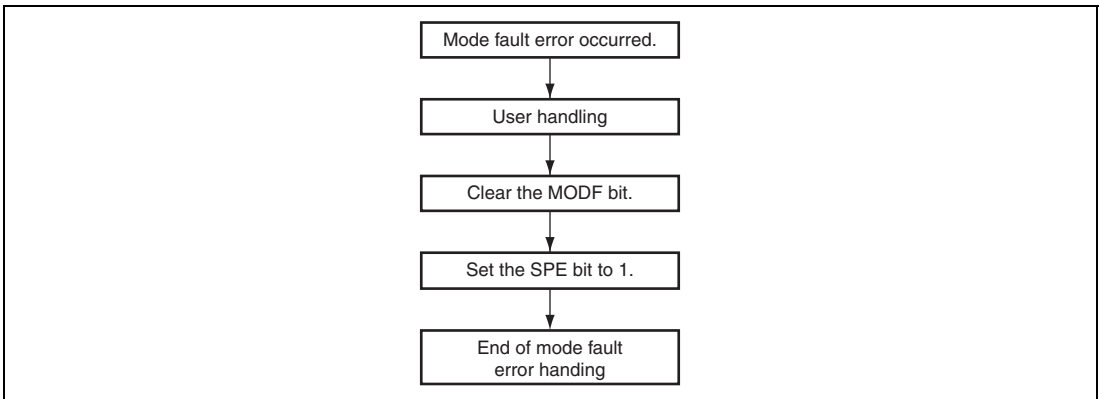 Mode fault error occurred.
User handling
Clear the MODF bit.
Set the SPE bit to 1.
End of mode fault
error handing